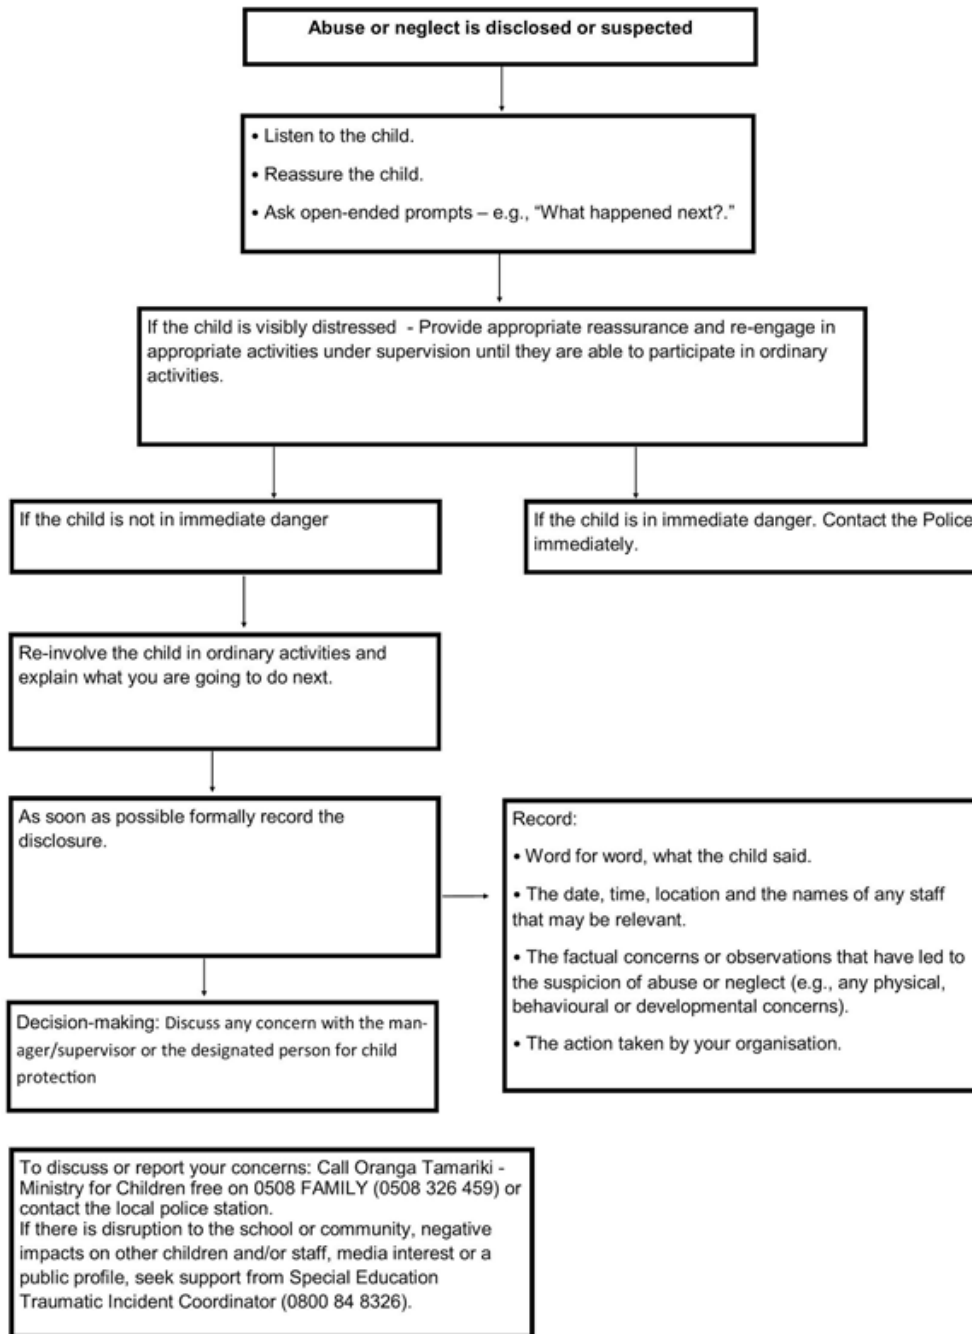 Abuse or neglect is disclosed or suspected
• Listen to the child.
• Reassure the child.
• Ask open-ended prompts – e.g., “What happened next?.”
If the child is visibly distressed - Provide appropriate reassurance and re-engage in
appropriate activities under supervision until they are able to participate in ordinary
activities.
If the child is not in immediate danger
If the child is in immediate danger. Contact the Police
immediately.
Re-involve the child in ordinary activities and
explain what you are going to do next.
As soon as possible formally record the
disclosure.
Record:
• Word for word, what the child said.
• The date, time, location and the names of any staff
that may be relevant.
• The factual concerns or observations that have led to
the suspicion of abuse or neglect (e.g., any physical,
behavioural or developmental concerns).
• The action taken by your organisation.
Decision-making: Discuss any concern with the man-
ager/supervisor or the designated person for child
protection
To discuss or report your concerns: Call Oranga Tamariki -
Ministry for Children free on 0508 FAMILY (0508 326 459) or
contact the local police station.
If there is disruption to the school or community, negative
impacts on other children and/or staff, media interest or a
public profile, seek support from Special Education
Traumatic Incident Coordinator (0800 84 8326).